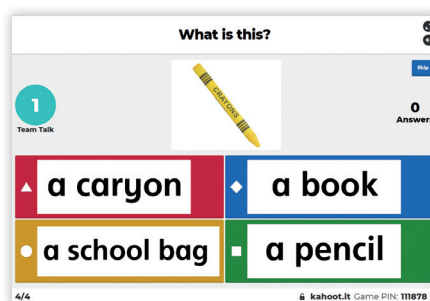 What is this?
Skip
CRAYONS
1
Team Talk
0
Answers
a caryon
a book
a school bag
a pencil
4/4
kahoot.it Game PIN: 111878